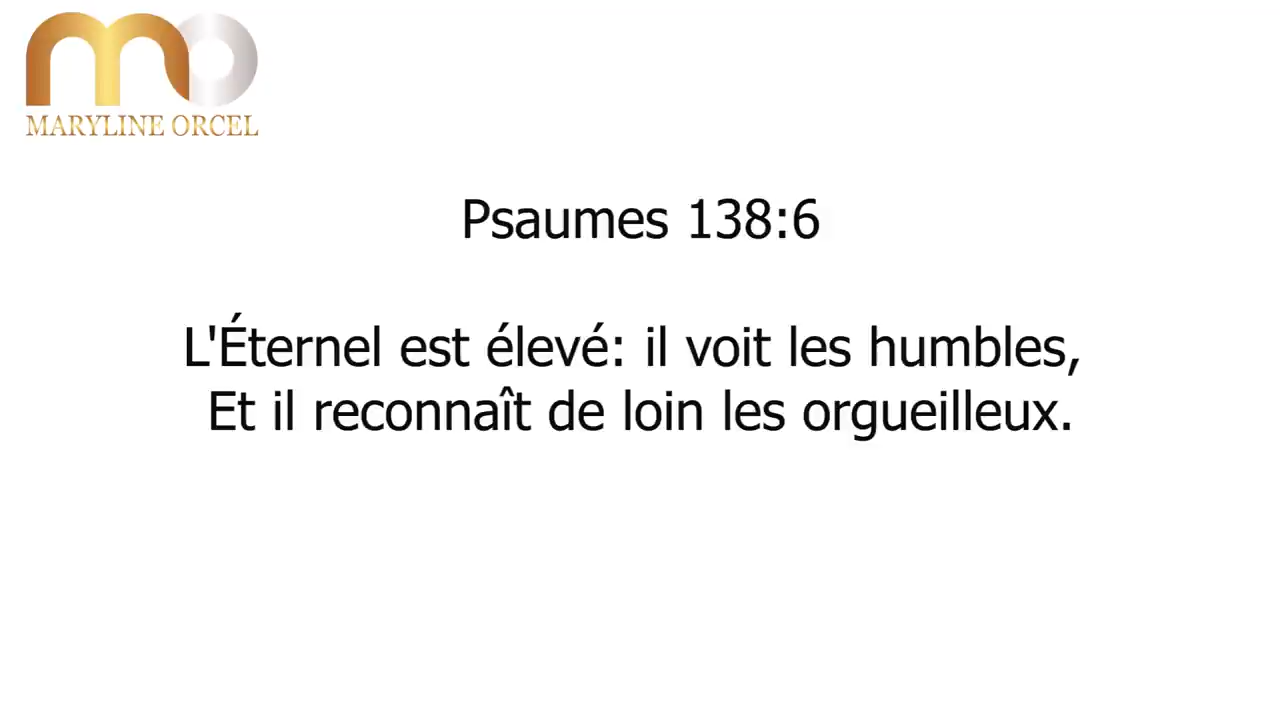 mo
MARYLINE ORCEL
Psaumes 138:6
L'Éternel est élevé: il voit les humbles,
Et il reconnaît de loin les orgueilleux.